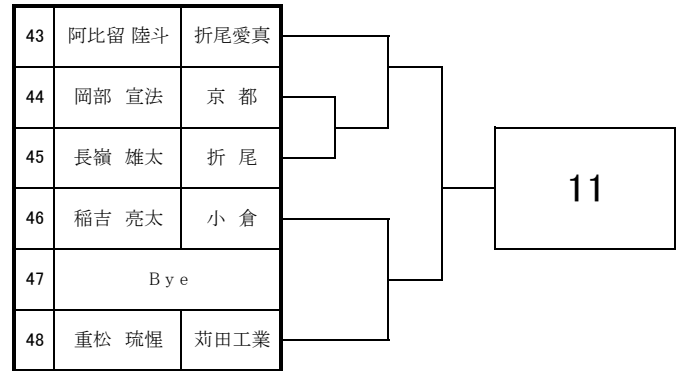 43 阿比留 陸斗 折尾愛真
44 岡部 宣法 京 都
45 長嶺 雄太 折 尾
46 稲吉 亮太 小 倉
11
47 Ｂｙｅ
48 重松 琉惺 苅田工業